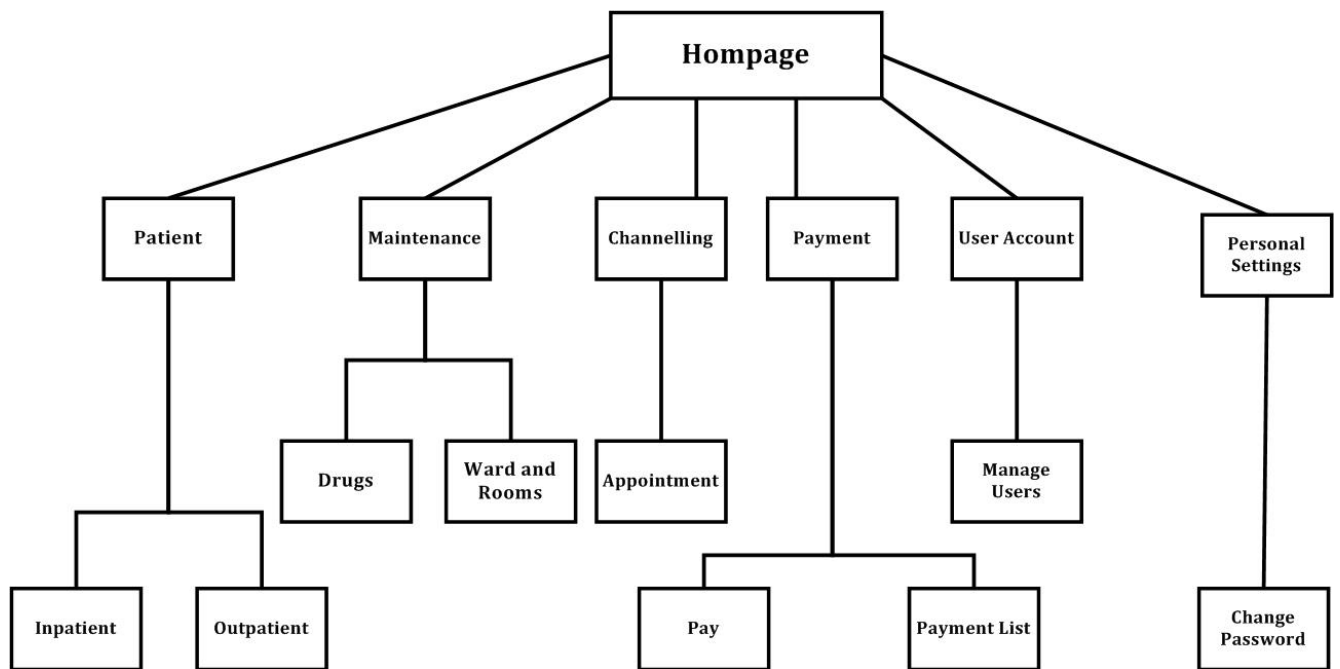 Hompage
Patient
Maintenance
Channelling
Payment
User Account
Personal
Settings
Drugs
Ward and
Rooms
Appointment
Manage
Users
Inpatient
Outpatient
Pay
Payment List
Change
Password